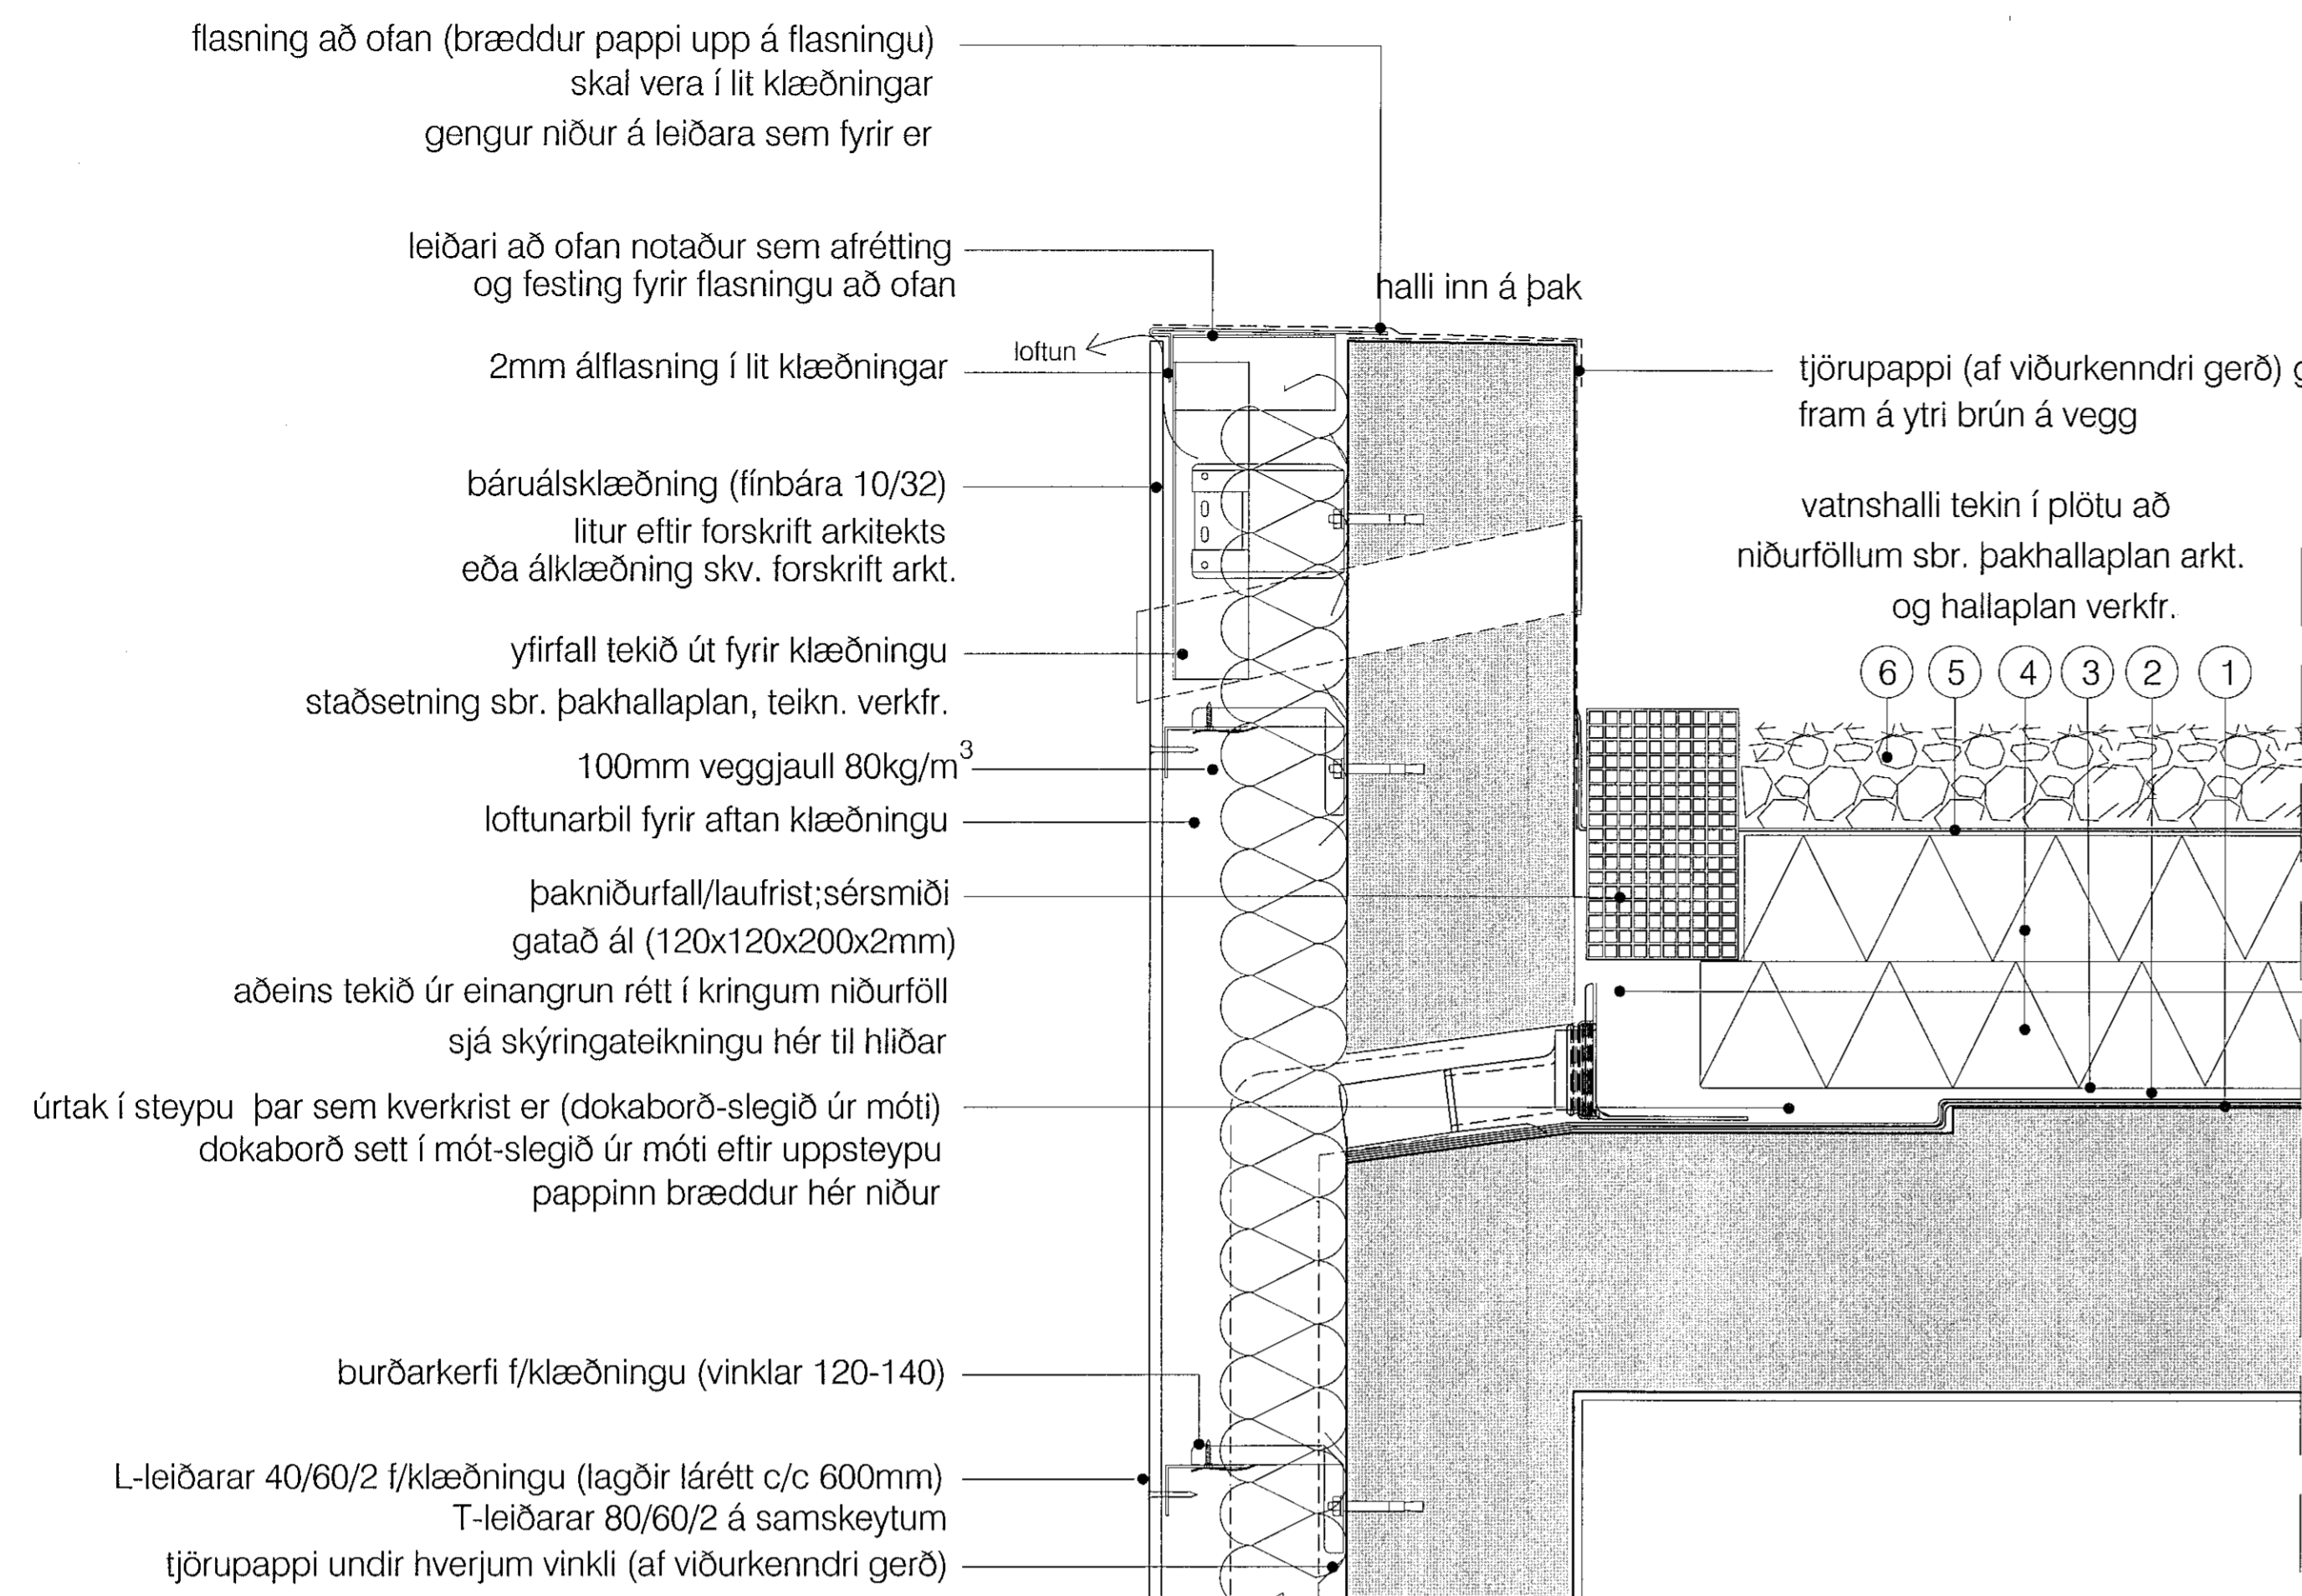 flasning að ofan (bræddur pappi upp á flasningu)
skal vera í lit klæðningar
gengur niður á leiðara sem fyrir er
leiðari að ofan notaður sem afrétting
og festing fyrir flasningu að ofan
halli inn á þak
loftun
2mm álflasning í lit klæðningar
tjörupappi (af viðurkenndri gerð) g
fram á ytri brún á vegg
báruálsklæðning (fínbára 10/32)
litur eftir forskrift arkitekts
eða álklæðning skv. forskrift arkt.
vatnshalli tekin í plötu að
niðurföllum sbr. þakhallaplan arkt.
og hallaplan verkfr.
6 5 4 3 2 1
yfirfall tekið út fyrir klæðningu
staðsetning sbr. þakhallaplan, teikn. verkfr.
100mm veggjaull 80kg/m³
loftunarbil fyrir aftan klæðningu
þakniðurfall/laufrist;sérsmiði
gatað ál (120x120x200x2mm)
aðeins tekið úr einangrun rétt í kringum niðurföll
sjá skýringateikningu hér til hliðar
úrtak í steypu þar sem kverkrist er (dokaborð-slegið úr móti)
dokaborð sett í mót-slegið úr móti eftir uppsteypu
pappinn bræddur hér niður
burðarkerfi f/klæðningu (vinklar 120-140)
L-leiðarar 40/60/2 f/klæðningu (lagðir lárétt c/c 600mm)
T-leiðarar 80/60/2 á samskeytum
tjörupappi undir hverjum vinkli (af viðurkenndri gerð)